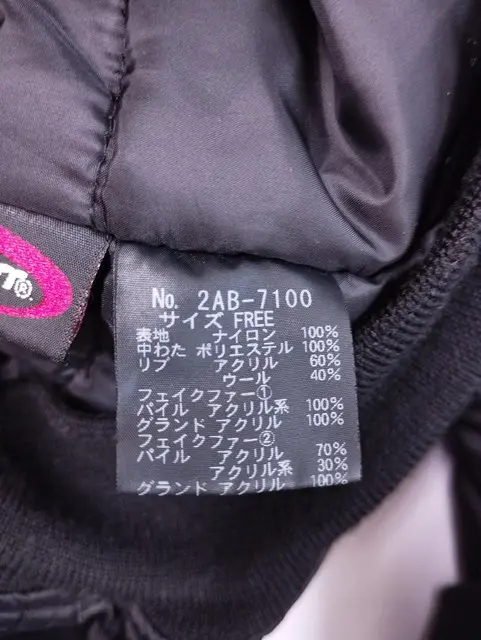 No. 2AB-7100
サイズ FREE
表地 ナイロン 100%
中わた ポリエステル 100%
リブ アクリル 60%
ウール 40%
フェイクファー①
パイル アクリル系 100%
グランド アクリル 100%
フェイクファー②
パイル アクリル 70%
アクリル系 30%
グランド アクリル 100%